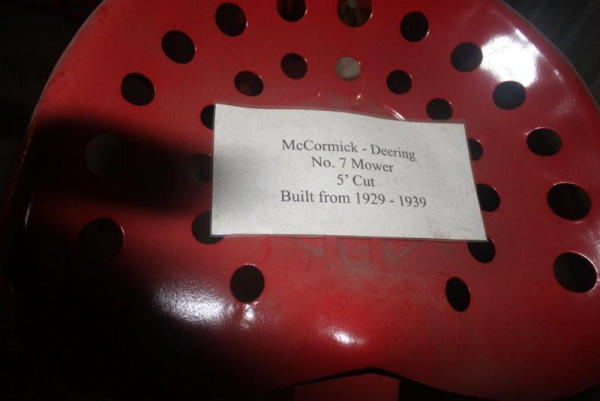 McCormick - Deering
No. 7 Mower
5' Cut
Built from 1929 - 1939